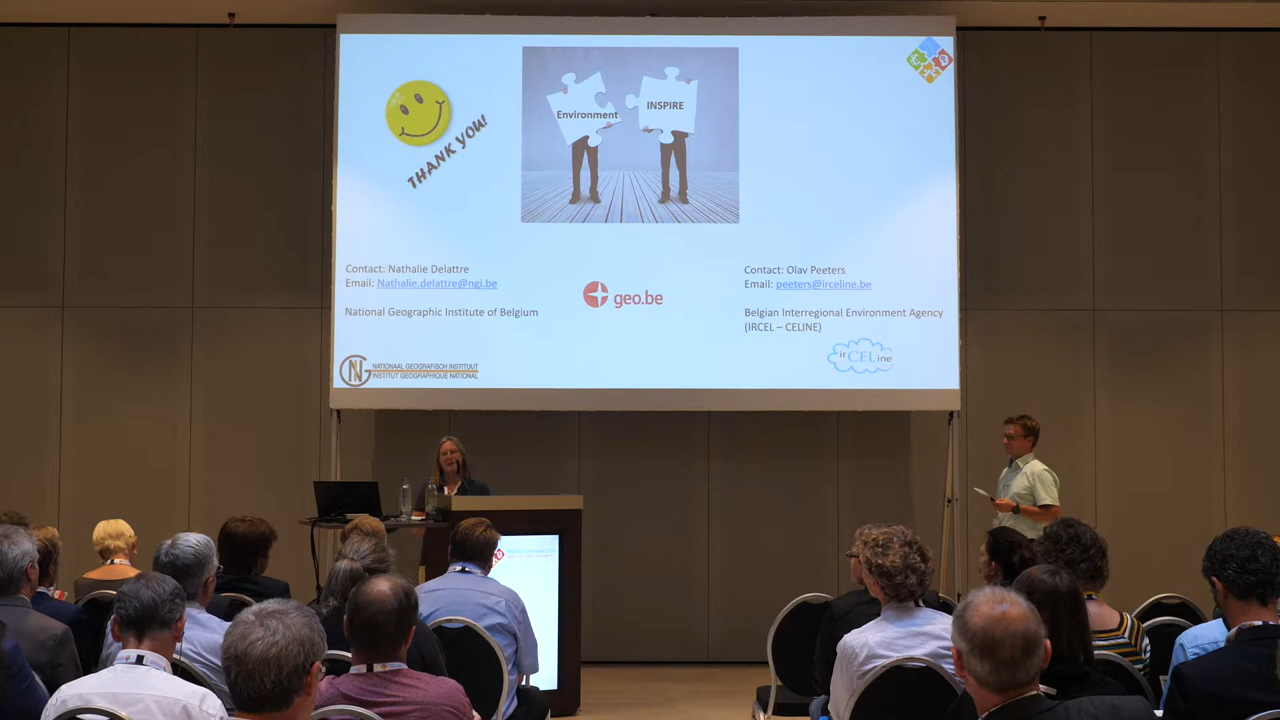 THANK YOU!
Environment
INSPIRE
Contact: Nathalie Delattre
Email: Nathalie.delattre@ngi.be
National Geographic Institute of Belgium
geo.be
Contact: Olav Peeters
Email: peeters@irceline.be
Belgian Interregional Environment Agency
(IRCEL – CELINE)
NATIONAAL GEOGRAFISCH INSTITUUT
INSTITUT GEOGRAPHIQUE NATIONAL
irCELine